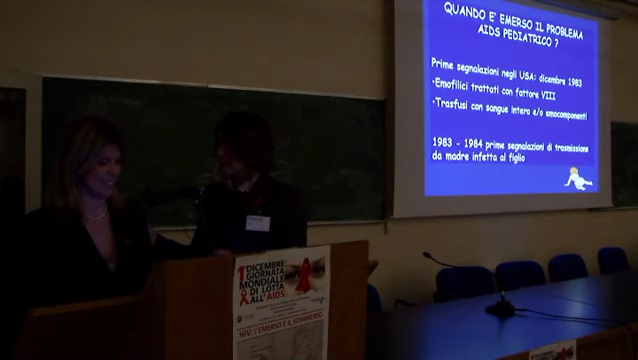 QUANDO E' EMERSO IL PROBLEMA
AIDS PEDIATRICO ?
Prime segnalazioni negli USA: dicembre 1983
•Emofilici trattati con fattore VIII
•Trasfusi con sangue intero e/o emocomponenti
1983 - 1984 prime segnalazioni di trasmissione
da madre infetta al figlio
1 DICEMBRE
GIORNATA
MONDIALE
DI LOTTA
ALL'AIDS
HIV: L'EMERSO E IL SOMMERSO